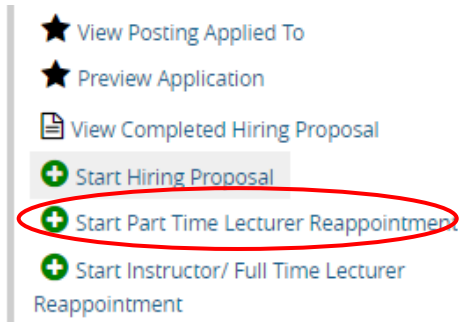 View Posting Applied To
Preview Application
View Completed Hiring Proposal
Start Hiring Proposal
Start Part Time Lecturer Reappointment
Start Instructor/ Full Time Lecturer
Reappointment